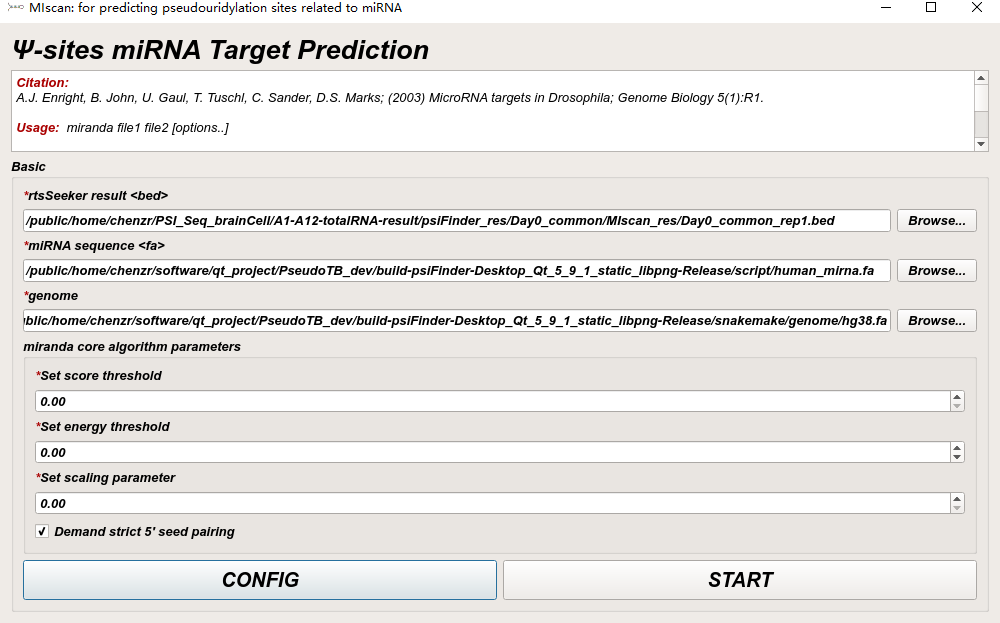 MIscan: for predicting pseudouridylation sites related to miRNA
Ψ-sites miRNA Target Prediction
Citation:
A.J. Enright, B. John, U. Gaul, T. Tuschl, C. Sander, D.S. Marks; (2003) MicroRNA targets in Drosophila; Genome Biology 5(1):R1.
Usage: miranda file1 file2 [options..]
Basic
*rtsSeeker result <bed>
/public/home/chenzr/PSI_Seq_brainCell/A1-A12-totalRNA-result/psiFinder_res/Day0_common/MIscan_res/Day0_common_rep1.bed Browse...
*miRNA sequence <fa>
/public/home/chenzr/software/qt_project/PseudoTB_dev/build-psiFinder-Desktop_Qt_5_9_1_static_libpng-Release/script/human_mirna.fa Browse...
*genome
blic/home/chenzr/software/qt_project/PseudoTB_dev/build-psiFinder-Desktop_Qt_5_9_1_static_libpng-Release/snakemake/genome/hg38.fa Browse...
miranda core algorithm parameters
*Set score threshold
0.00
*Set energy threshold
0.00
*Set scaling parameter
0.00
Demand strict 5' seed pairing
CONFIG START